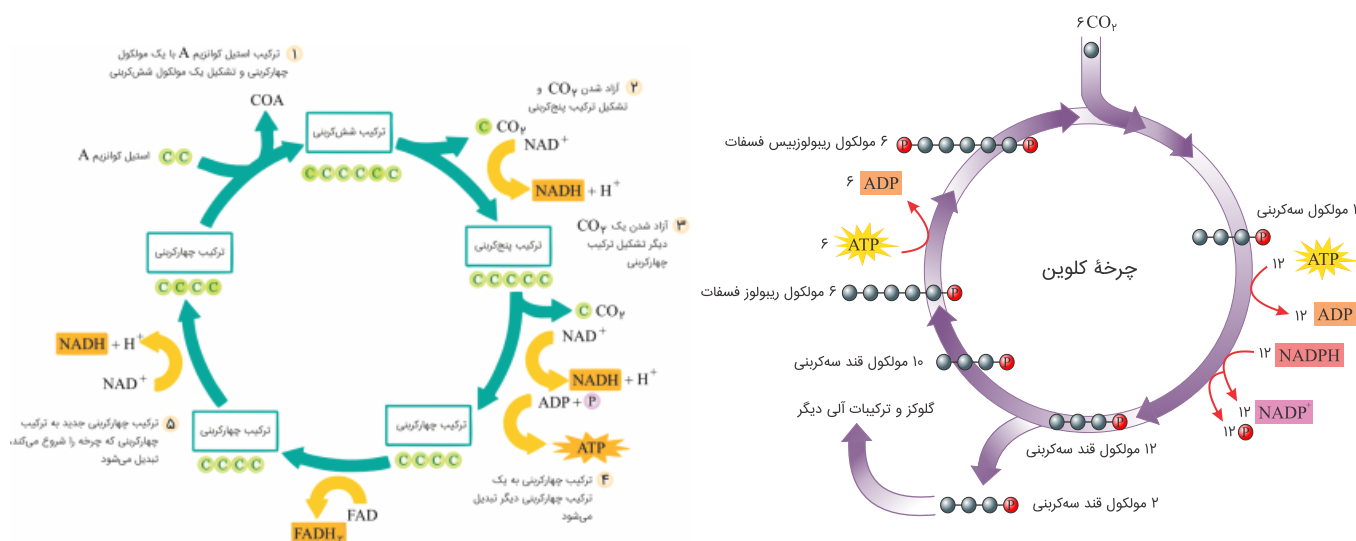 ۱ ترکیب استیل کوانزیم A با یک مولکول
چهارکربنی و تشکیل یک مولکول شش‌کربنی
COA
استیل کوانزیم A
C C
ترکیب شش‌کربنی
C C C C C C
۲ آزاد شدن CO₂ و
تشکیل ترکیب پنج‌کربنی
C CO₂
NAD⁺
NADH + H⁺
۳ آزاد شدن یک CO₂
دیگر تشکیل ترکیب
چهارکربنی
ترکیب پنج‌کربنی
C C C C C
C CO₂
NAD⁺
NADH + H⁺
ADP + P
ATP
ترکیب چهارکربنی
C C C C
۴ ترکیب چهارکربنی به یک
ترکیب چهارکربنی دیگر تبدیل
می‌شود
FAD
FADH₂
ترکیب چهارکربنی
C C C C
۵ ترکیب چهارکربنی جدید به ترکیب
چهارکربنی که چرخه را شروع می‌کند،
تبدیل می‌شود
NAD⁺
NADH + H⁺
ترکیب چهارکربنی
C C C C
۶CO₂
چرخهٔ کلوین
۱ مولکول سه‌کربنی
P
۱۲ ATP
۱۲ ADP
۱۲ NADPH
۱۲ NADP⁺
۱۲ P
P
۱۲ مولکول قند سه‌کربنی
۲ مولکول قند سه‌کربنی
P
گلوکز و ترکیبات آلی دیگر
۱۰ مولکول قند سه‌کربنی
P
۶ مولکول ریبولوز فسفات
P
۶ ATP
۶ ADP
۶ مولکول ریبولوزبیس فسفات
P P